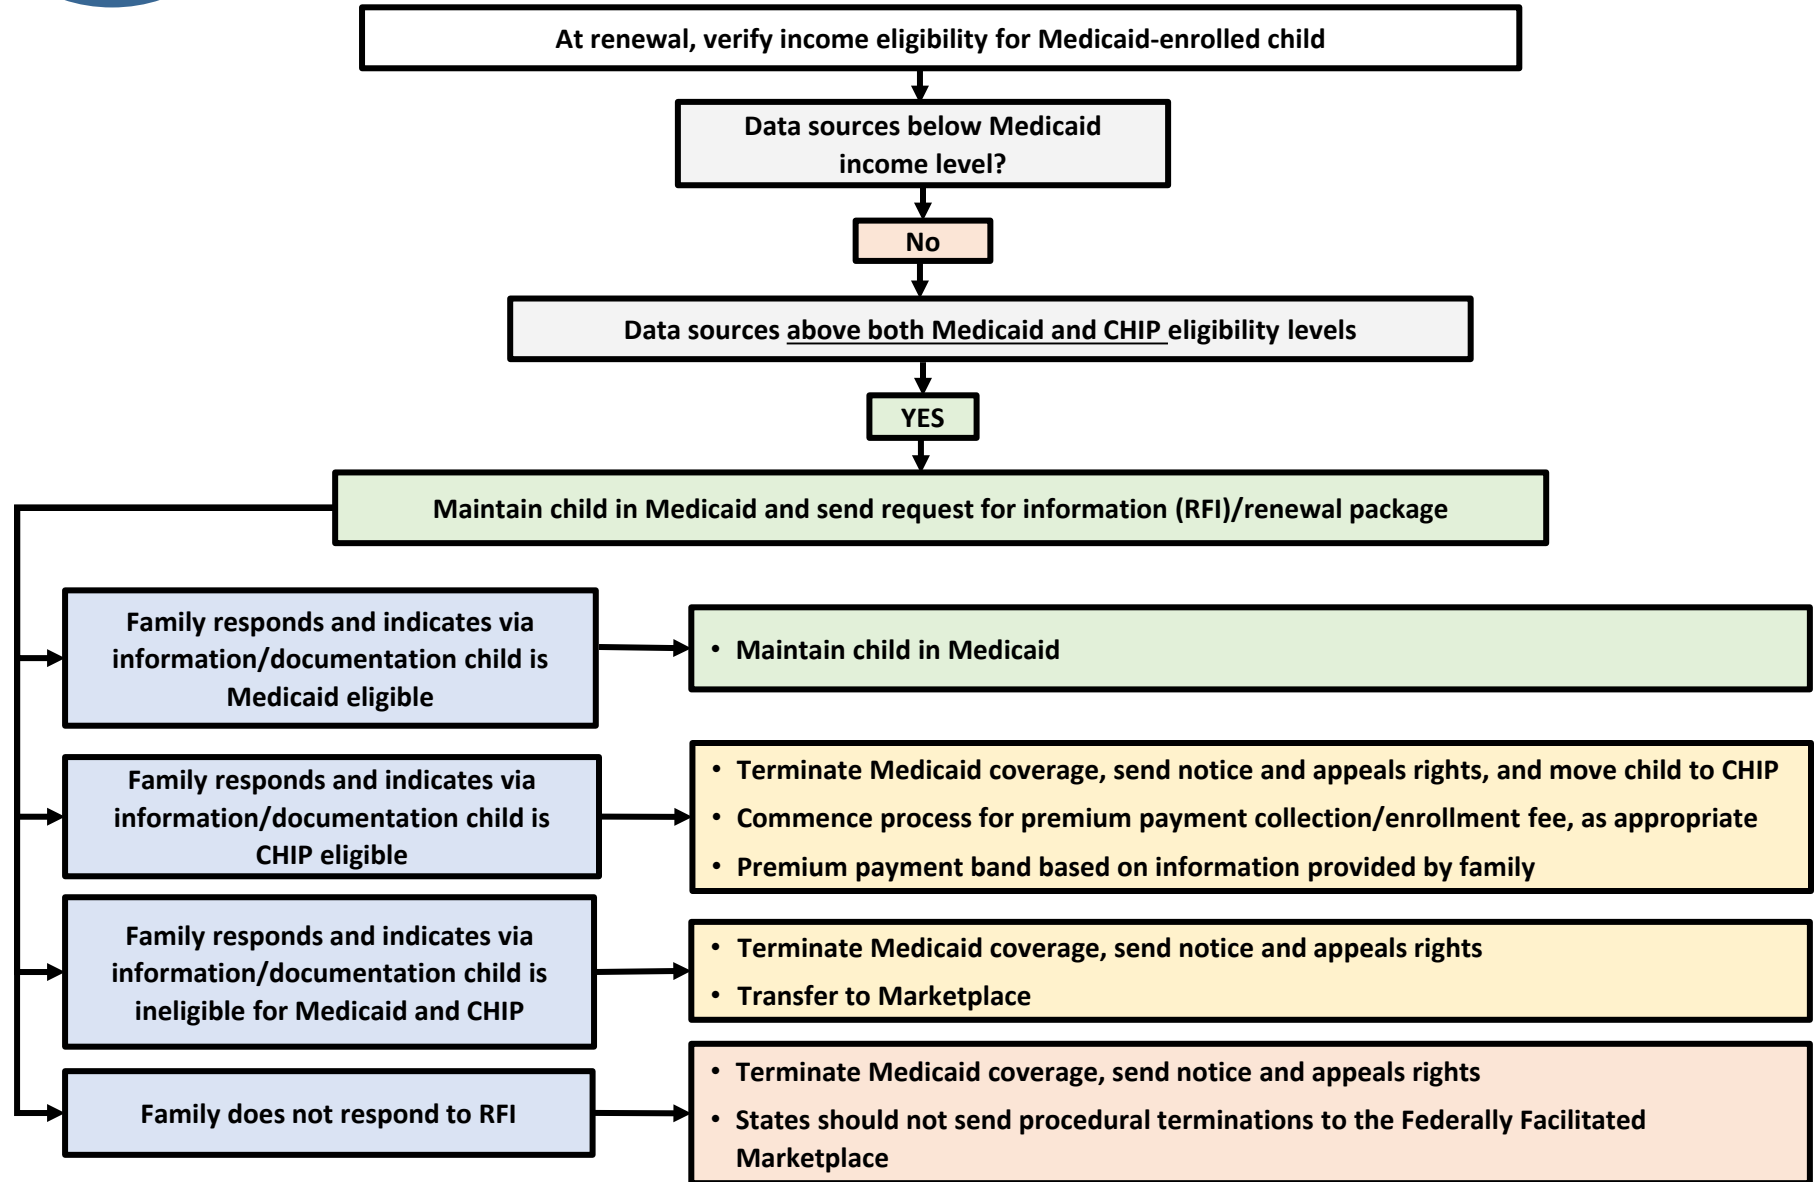 At renewal, verify income eligibility for Medicaid-enrolled child
Data sources below Medicaid
income level?
No
Data sources above both Medicaid and CHIP eligibility levels
YES
Maintain child in Medicaid and send request for information (RFI)/renewal package
Family responds and indicates via
information/documentation child is
Medicaid eligible
• Maintain child in Medicaid
Family responds and indicates via
information/documentation child is
CHIP eligible
• Terminate Medicaid coverage, send notice and appeals rights, and move child to CHIP
• Commence process for premium payment collection/enrollment fee, as appropriate
• Premium payment band based on information provided by family
Family responds and indicates via
information/documentation child is
ineligible for Medicaid and CHIP
• Terminate Medicaid coverage, send notice and appeals rights
• Transfer to Marketplace
Family does not respond to RFI
• Terminate Medicaid coverage, send notice and appeals rights
• States should not send procedural terminations to the Federally Facilitated
Marketplace